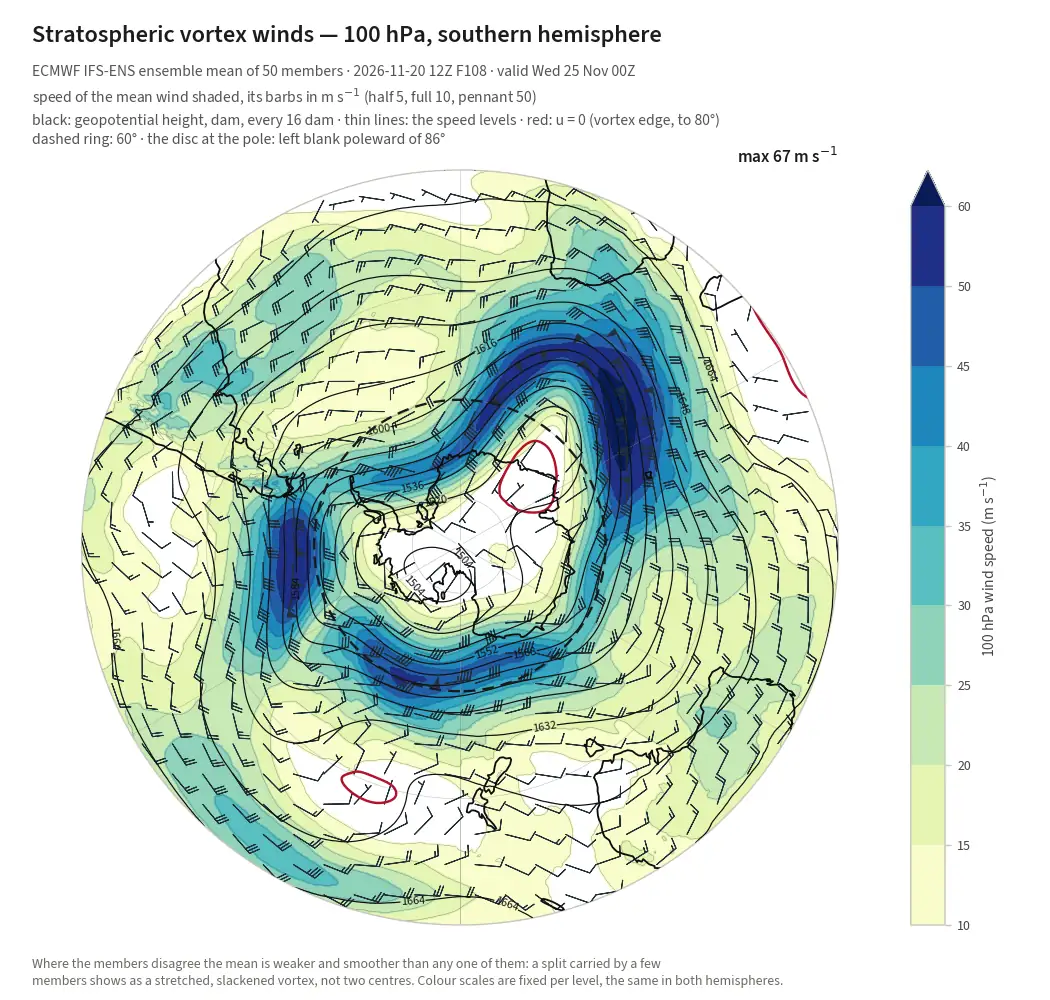 Stratospheric vortex winds — 100 hPa, southern hemisphere
ECMWF IFS-ENS ensemble mean of 50 members · 2026-11-20 12Z F108 · valid Wed 25 Nov 00Z
speed of the mean wind shaded, its barbs in m s⁻¹ (half 5, full 10, pennant 50)
black: geopotential height, dam, every 16 dam · thin lines: the speed levels · red: u = 0 (vortex edge, to 80°)
dashed ring: 60° · the disc at the pole: left blank poleward of 86°
max 67 m s⁻¹
60
50
45
40
35
30
25
20
15
10
100 hPa wind speed (m s⁻¹)
1616
1664
1648
1600
1536
1504
1504
1584
1552
1632
1664
1664
Where the members disagree the mean is weaker and smoother than any one of them: a split carried by a few
members shows as a stretched, slackened vortex, not two centres. Colour scales are fixed per level, the same in both hemispheres.